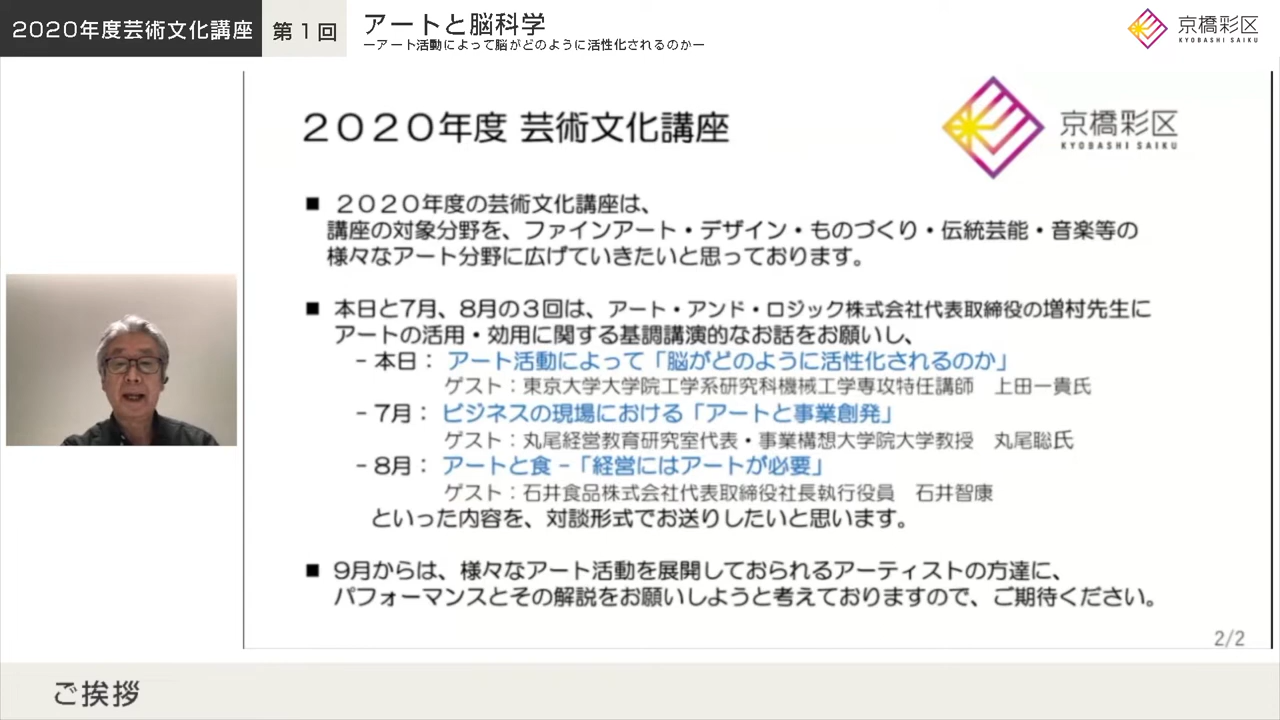 2020年度芸術文化講座
第1回
アートと脳科学
ーアート活動によって脳がどのように活性化されるのかー
京橋彩区
KYOBASHI SAIKU
2020年度 芸術文化講座
京橋彩区
KYOBASHI SAIKU
■ 2020年度の芸術文化講座は、
講座の対象分野を、ファインアート・デザイン・ものづくり・伝統芸能・音楽等の
様々なアート分野に広げていきたいと思っております。
■ 本日と7月、8月の3回は、アート・アンド・ロジック株式会社代表取締役の増村先生に
アートの活用・効用に関する基調講演的なお話をお願いし、
－本日： アート活動によって「脳がどのように活性化されるのか」
ゲスト：東京大学大学院工学系研究科機械工学専攻特任講師　上田一貴氏
－7月： ビジネスの現場における「アートと事業創発」
ゲスト：丸尾経営教育研究室代表・事業構想大学院大学教授　丸尾聡氏
－8月： アートと食－「経営にはアートが必要」
ゲスト：石井食品株式会社代表取締役社長執行役員　石井智康
といった内容を、対談形式でお送りしたいと思います。
■ 9月からは、様々なアート活動を展開しておられるアーティストの方達に、
パフォーマンスとその解説をお願いしようと考えておりますので、ご期待ください。
2/2
ご挨拶